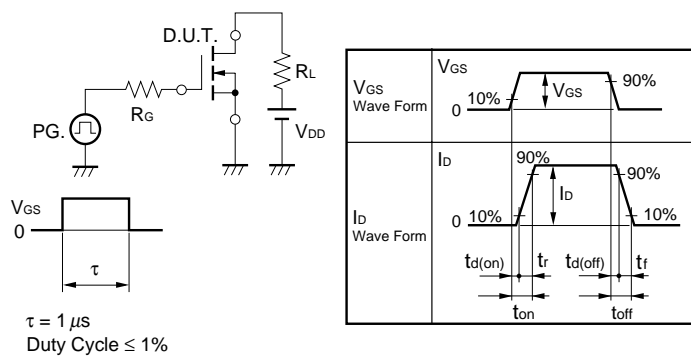 D.U.T.
RL
RG
PG.
VDD
VGS
0
τ
τ = 1 μs
Duty Cycle ≤ 1%
VGS
Wave Form
VGS
10%
0
VGS
90%
ID
Wave Form
ID
90%
90%
ID
0 10%
10%
td(on) tr td(off) tf
ton toff